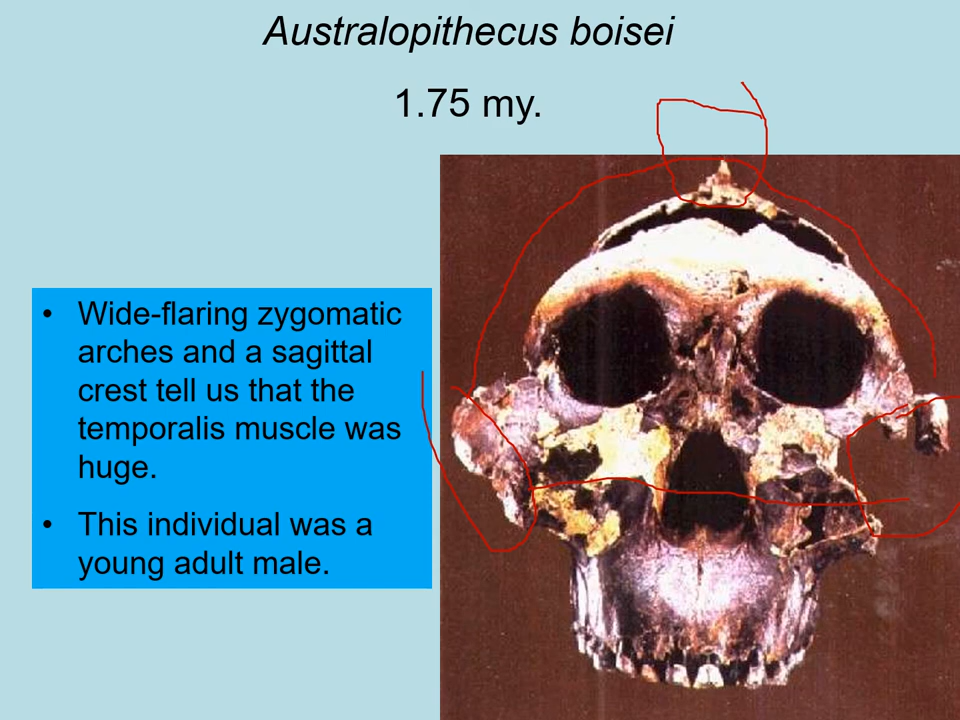 Australopithecus boisei
1.75 my.
• Wide-flaring zygomatic
arches and a sagittal
crest tell us that the
temporalis muscle was
huge.
• This individual was a
young adult male.